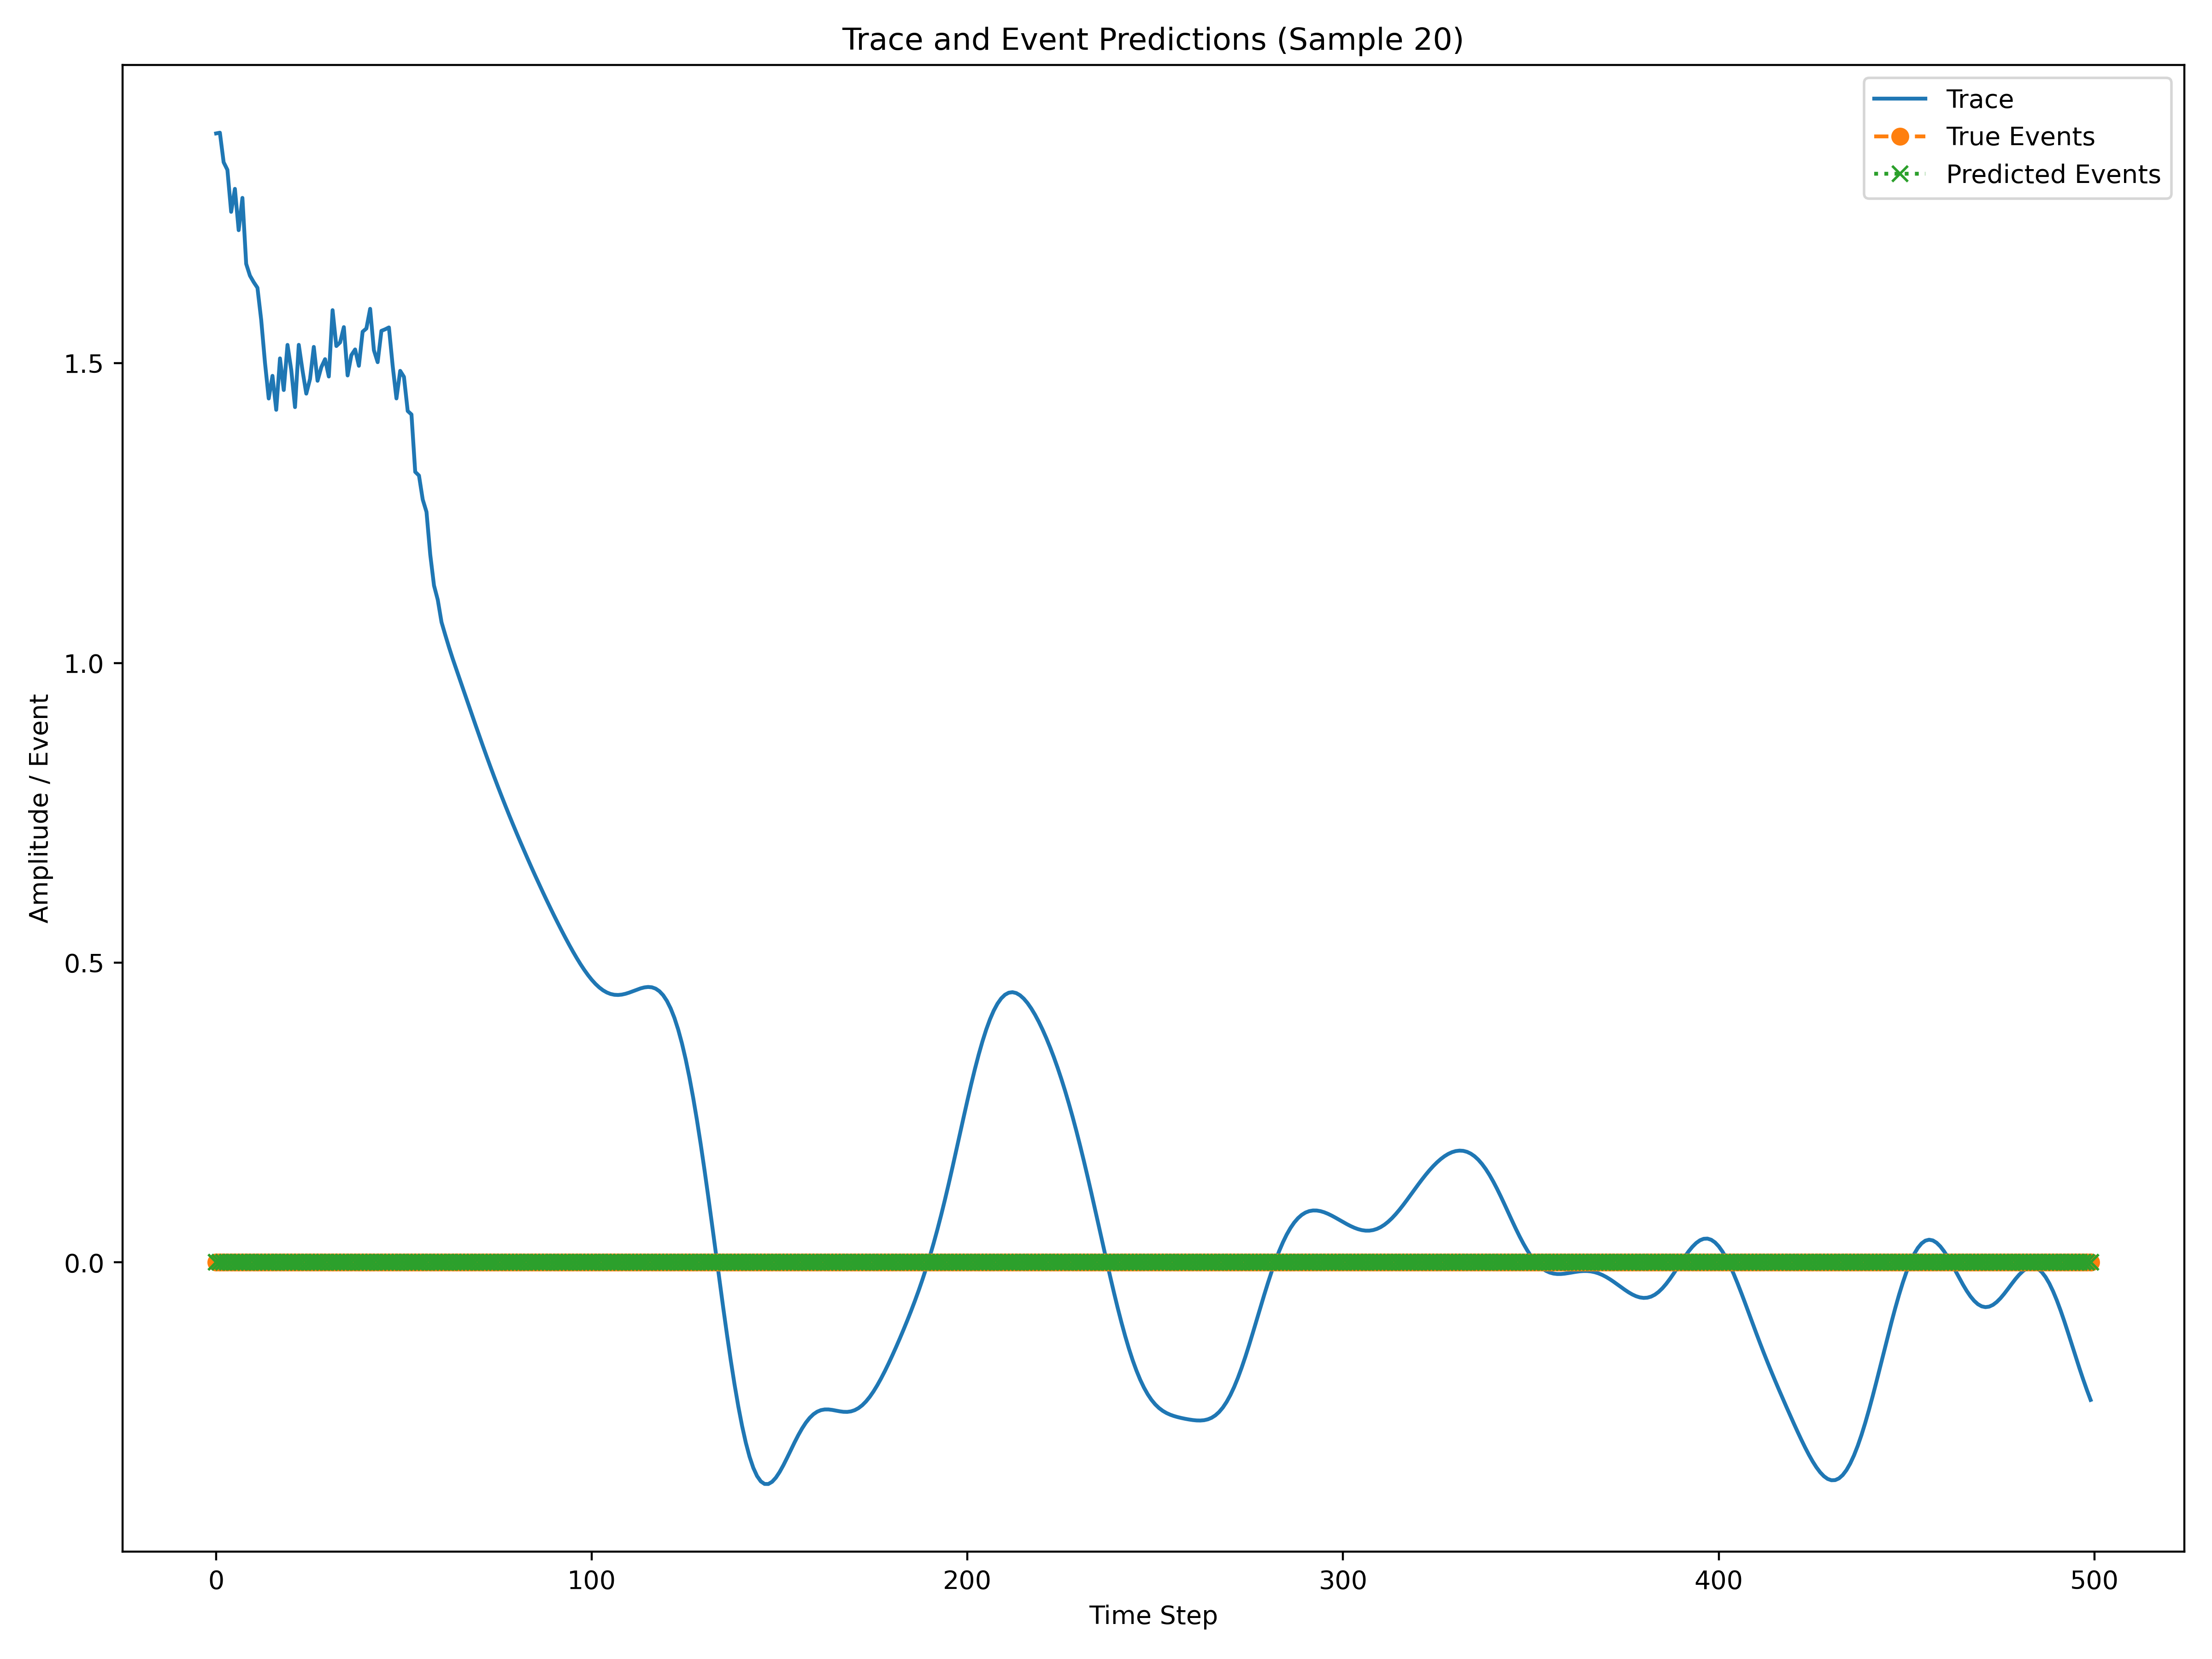 Trace and Event Predictions (Sample 20)
Trace
True Events
Predicted Events
Amplitude / Event
1.5
1.0
0.5
0.0
0 100 200 300 400 500
Time Step